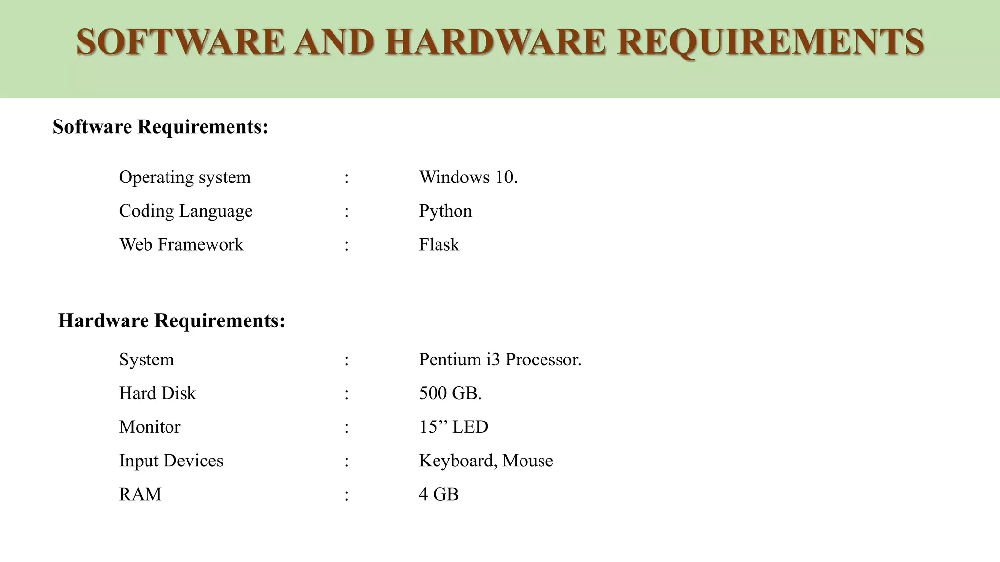 SOFTWARE AND HARDWARE REQUIREMENTS
Software Requirements:
Operating system : Windows 10.
Coding Language : Python
Web Framework : Flask
Hardware Requirements:
System : Pentium i3 Processor.
Hard Disk : 500 GB.
Monitor : 15’’ LED
Input Devices : Keyboard, Mouse
RAM : 4 GB